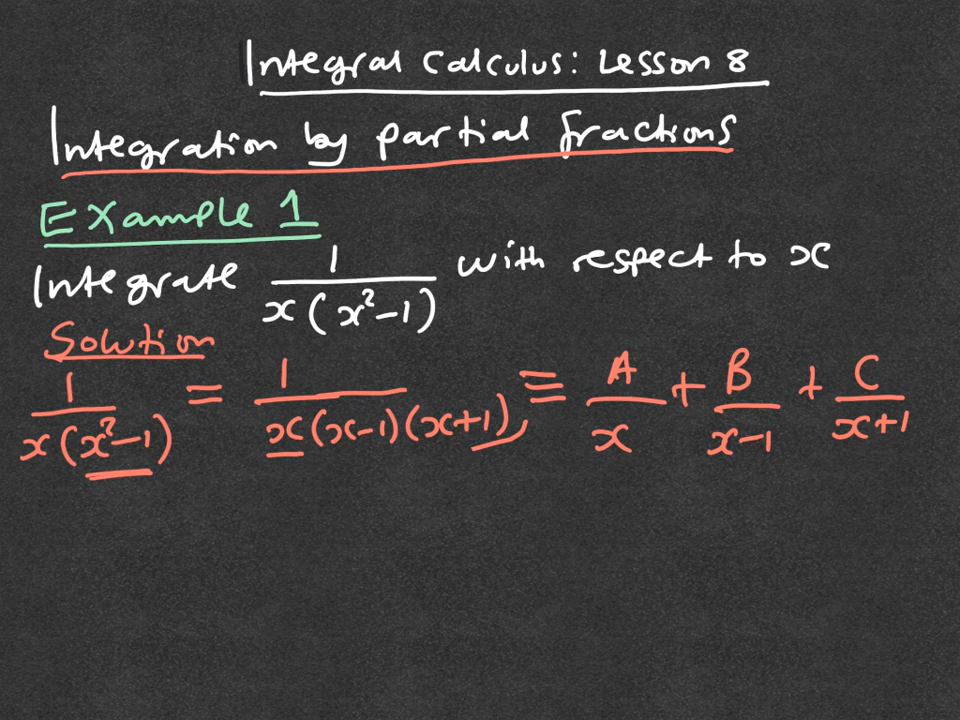 Integral Calculus: Lesson 8
Integration by partial fractions
Example 1
Integrate 1/(x(x²-1)) with respect to x
Solution
1/(x(x²-1)) = 1/(x(x-1)(x+1)) ≡ A/x + B/(x-1) + C/(x+1)